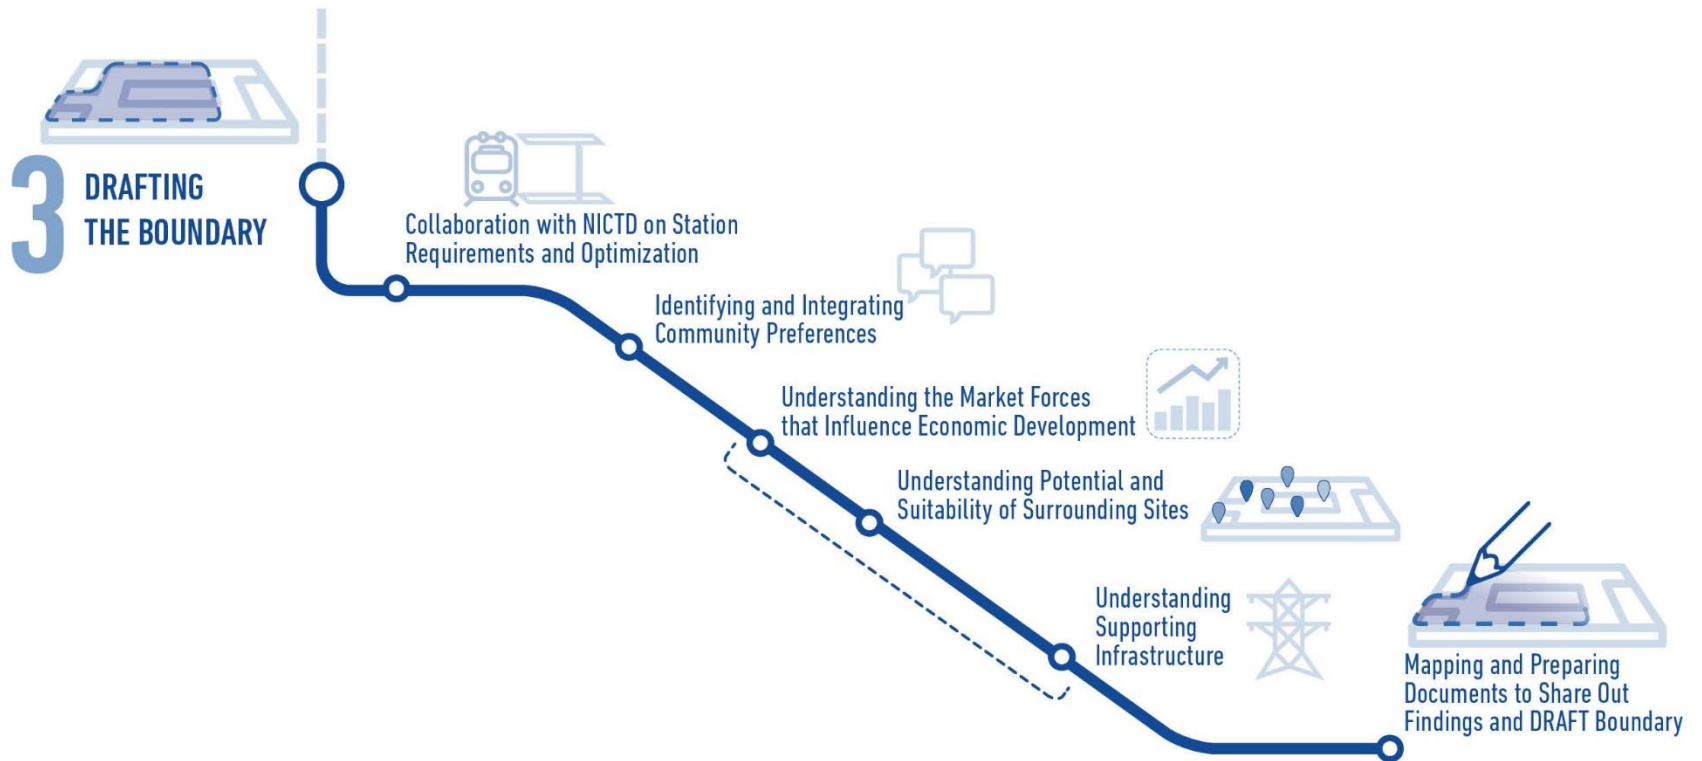 3
DRAFTING
THE BOUNDARY
Collaboration with NICTD on Station
Requirements and Optimization
Identifying and Integrating
Community Preferences
Understanding the Market Forces
that Influence Economic Development
Understanding Potential and
Suitability of Surrounding Sites
Understanding
Supporting
Infrastructure
Mapping and Preparing
Documents to Share Out
Findings and DRAFT Boundary